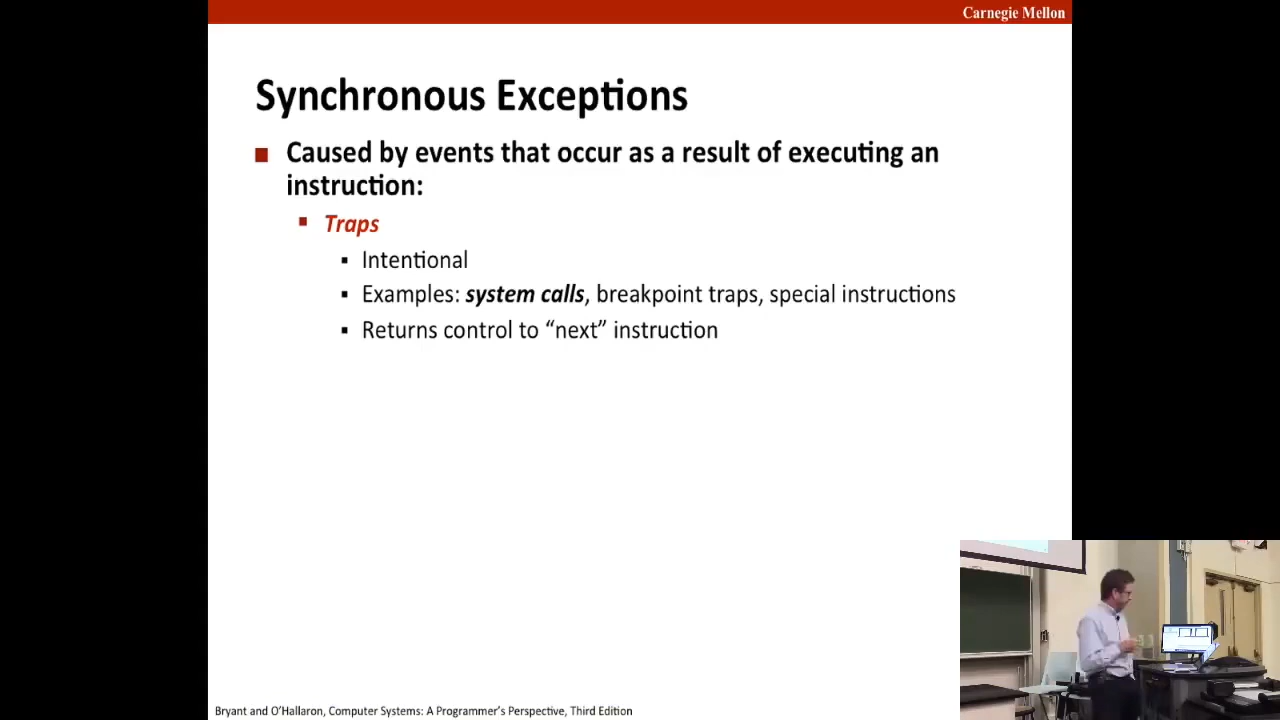 Carnegie Mellon
Synchronous Exceptions
Caused by events that occur as a result of executing an
instruction:
Traps
Intentional
Examples: system calls, breakpoint traps, special instructions
Returns control to “next” instruction
Bryant and O’Hallaron, Computer Systems: A Programmer’s Perspective, Third Edition